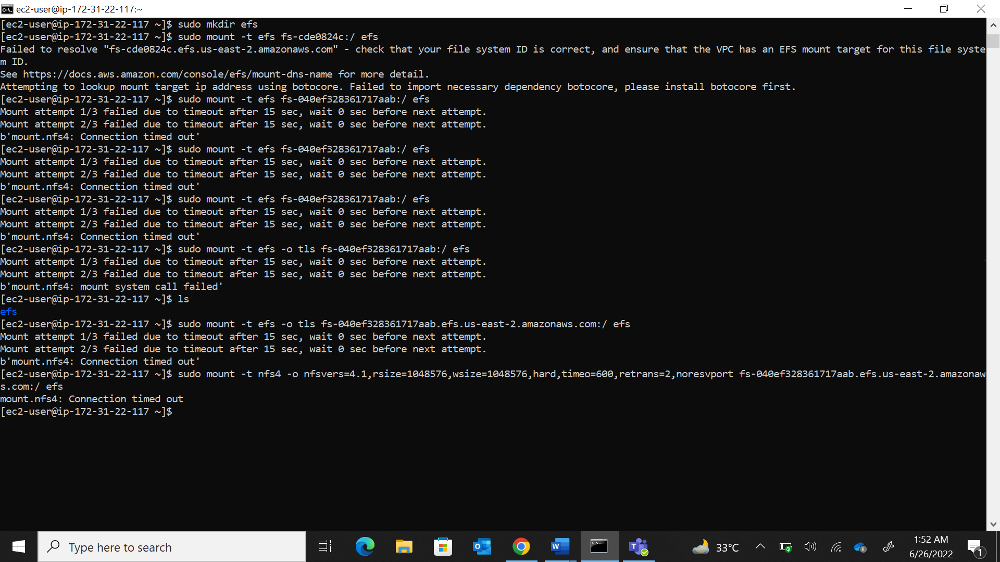 ec2-user@ip-172-31-22-117:~
[ec2-user@ip-172-31-22-117 ~]$ sudo mkdir efs
[ec2-user@ip-172-31-22-117 ~]$ sudo mount -t efs fs-cde0824c:/ efs
Failed to resolve "fs-cde0824c.efs.us-east-2.amazonaws.com" - check that your file system ID is correct, and ensure that the VPC has an EFS mount target for this file syste
m ID.
See https://docs.aws.amazon.com/console/efs/mount-dns-name for more detail.
Attempting to lookup mount target ip address using botocore. Failed to import necessary dependency botocore, please install botocore first.
[ec2-user@ip-172-31-22-117 ~]$ sudo mount -t efs fs-040ef328361717aab:/ efs
Mount attempt 1/3 failed due to timeout after 15 sec, wait 0 sec before next attempt.
Mount attempt 2/3 failed due to timeout after 15 sec, wait 0 sec before next attempt.
b'mount.nfs4: Connection timed out'
[ec2-user@ip-172-31-22-117 ~]$ sudo mount -t efs fs-040ef328361717aab:/ efs
Mount attempt 1/3 failed due to timeout after 15 sec, wait 0 sec before next attempt.
Mount attempt 2/3 failed due to timeout after 15 sec, wait 0 sec before next attempt.
b'mount.nfs4: Connection timed out'
[ec2-user@ip-172-31-22-117 ~]$ sudo mount -t efs fs-040ef328361717aab:/ efs
Mount attempt 1/3 failed due to timeout after 15 sec, wait 0 sec before next attempt.
Mount attempt 2/3 failed due to timeout after 15 sec, wait 0 sec before next attempt.
b'mount.nfs4: Connection timed out'
[ec2-user@ip-172-31-22-117 ~]$ sudo mount -t efs -o tls fs-040ef328361717aab:/ efs
Mount attempt 1/3 failed due to timeout after 15 sec, wait 0 sec before next attempt.
Mount attempt 2/3 failed due to timeout after 15 sec, wait 0 sec before next attempt.
b'mount.nfs4: mount system call failed'
[ec2-user@ip-172-31-22-117 ~]$ ls
efs
[ec2-user@ip-172-31-22-117 ~]$ sudo mount -t efs -o tls fs-040ef328361717aab.efs.us-east-2.amazonaws.com:/ efs
Mount attempt 1/3 failed due to timeout after 15 sec, wait 0 sec before next attempt.
Mount attempt 2/3 failed due to timeout after 15 sec, wait 0 sec before next attempt.
b'mount.nfs4: Connection timed out'
[ec2-user@ip-172-31-22-117 ~]$ sudo mount -t nfs4 -o nfsvers=4.1,rsize=1048576,wsize=1048576,hard,timeo=600,retrans=2,noresvport fs-040ef328361717aab.efs.us-east-2.amazonaw
s.com:/ efs
mount.nfs4: Connection timed out
[ec2-user@ip-172-31-22-117 ~]$
Type here to search
33°C
1:52 AM
6/26/2022
1